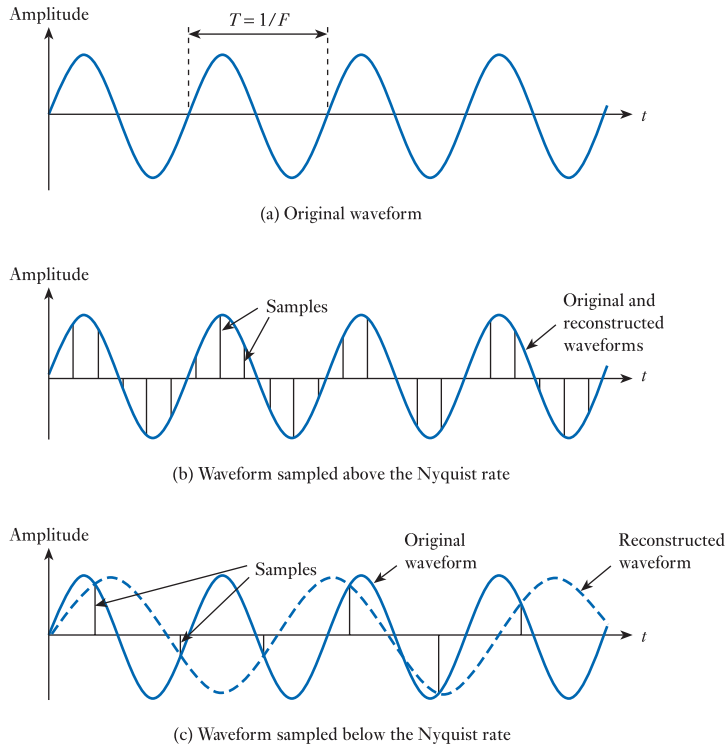 Amplitude
T = 1/F
t
(a) Original waveform
Amplitude
Samples
Original and
reconstructed
waveforms
t
(b) Waveform sampled above the Nyquist rate
Amplitude
Original
waveform
Reconstructed
waveform
Samples
t
(c) Waveform sampled below the Nyquist rate